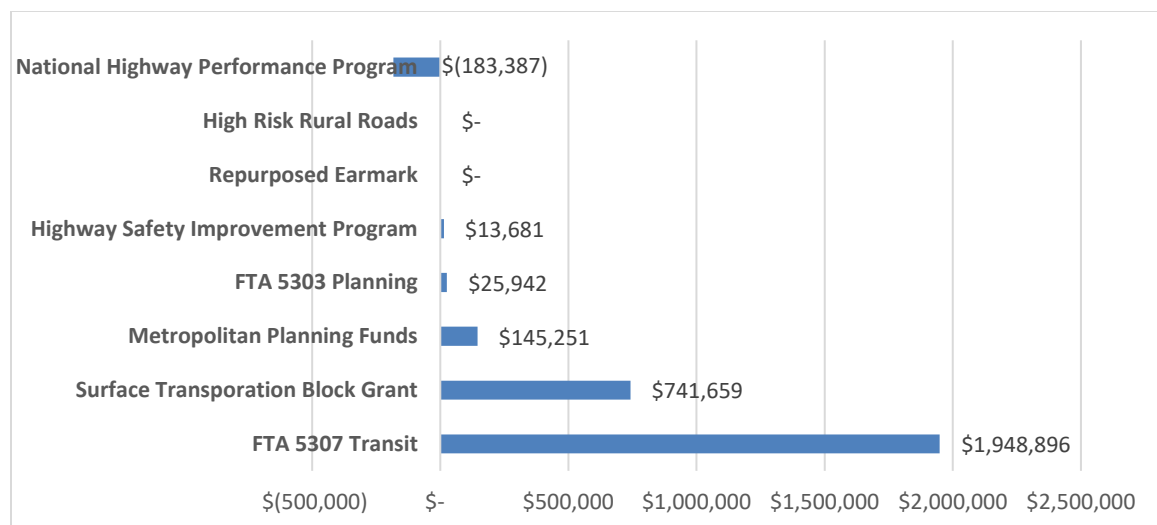 National Highway Performance Program $(183,387)
High Risk Rural Roads $-
Repurposed Earmark $-
Highway Safety Improvement Program $13,681
FTA 5303 Planning $25,942
Metropolitan Planning Funds $145,251
Surface Transporation Block Grant $741,659
FTA 5307 Transit $1,948,896
$(500,000) $- $500,000 $1,000,000 $1,500,000 $2,000,000 $2,500,000